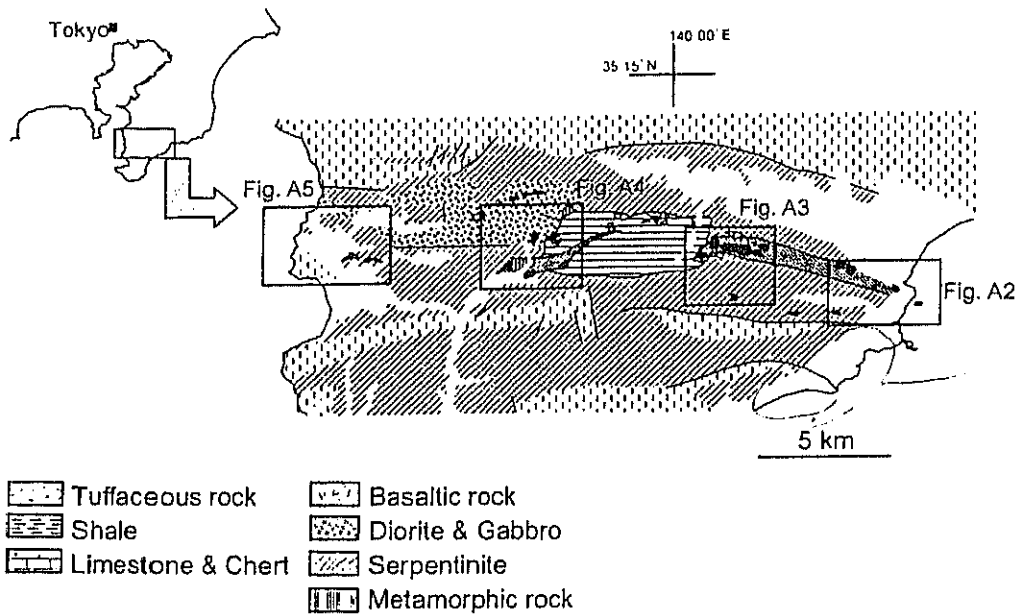 Tokyo
140 00' E
35 15' N
Fig. A5
Fig. A4
Fig. A3
Fig. A2
5 km
Tuffaceous rock
Shale
Limestone & Chert
Basaltic rock
Diorite & Gabbro
Serpentinite
Metamorphic rock